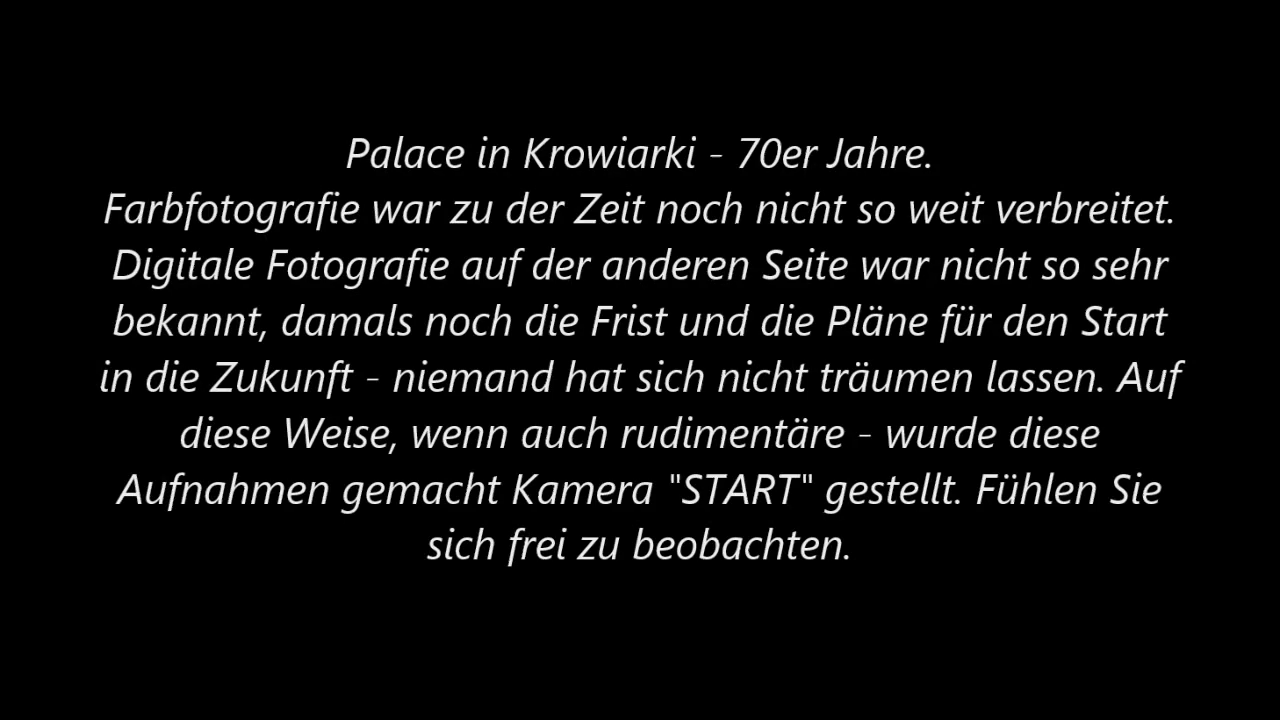 Palace in Krowiarki - 70er Jahre.
Farbfotografie war zu der Zeit noch nicht so weit verbreitet.
Digitale Fotografie auf der anderen Seite war nicht so sehr
bekannt, damals noch die Frist und die Pläne für den Start
in die Zukunft - niemand hat sich nicht träumen lassen. Auf
diese Weise, wenn auch rudimentäre - wurde diese
Aufnahmen gemacht Kamera "START" gestellt. Fühlen Sie
sich frei zu beobachten.